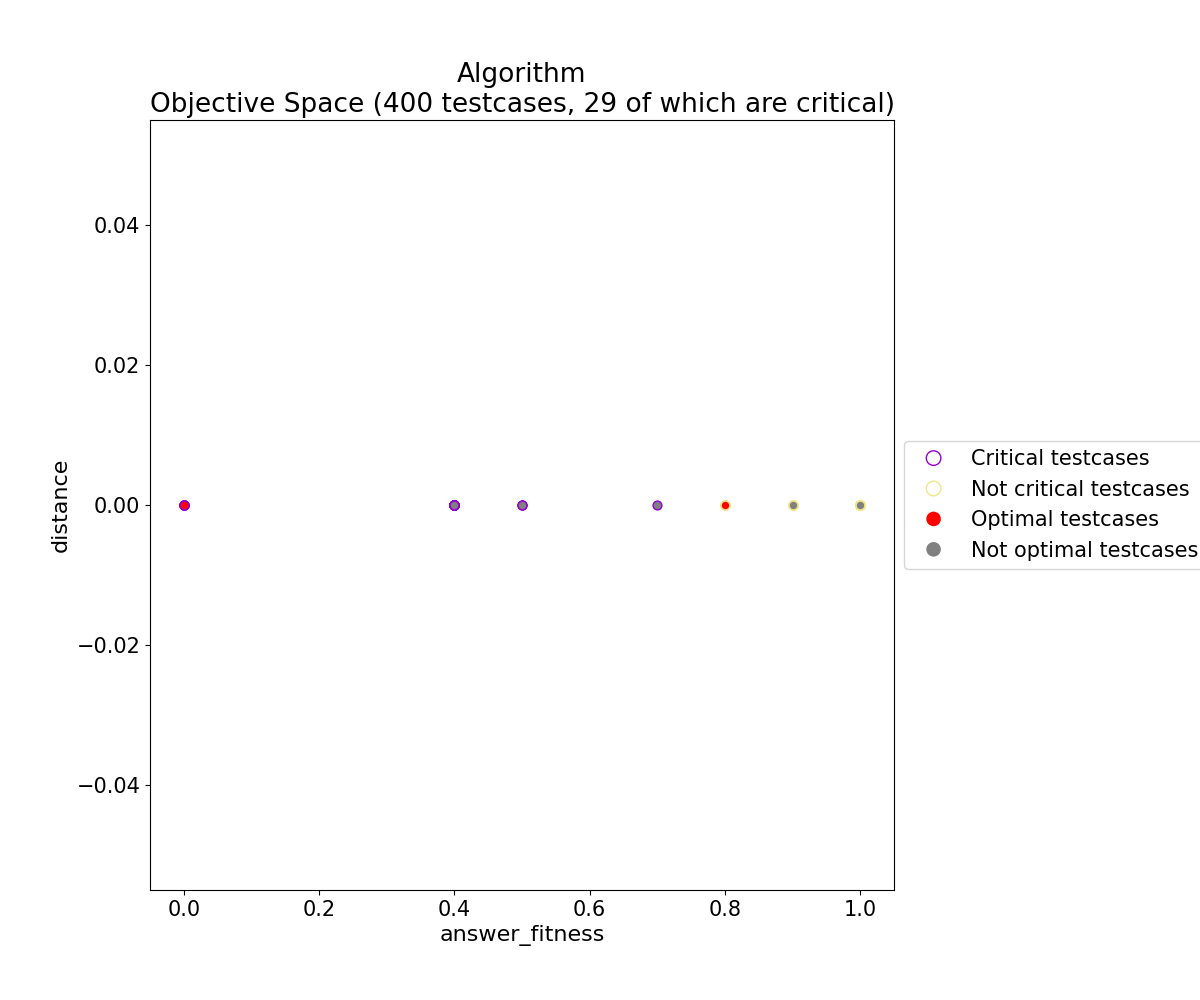 Algorithm
Objective Space (400 testcases, 29 of which are critical)
0.04
0.02
0.00
−0.02
−0.04
distance
0.0 0.2 0.4 0.6 0.8 1.0
answer_fitness
Critical testcases
Not critical testcases
Optimal testcases
Not optimal testcases